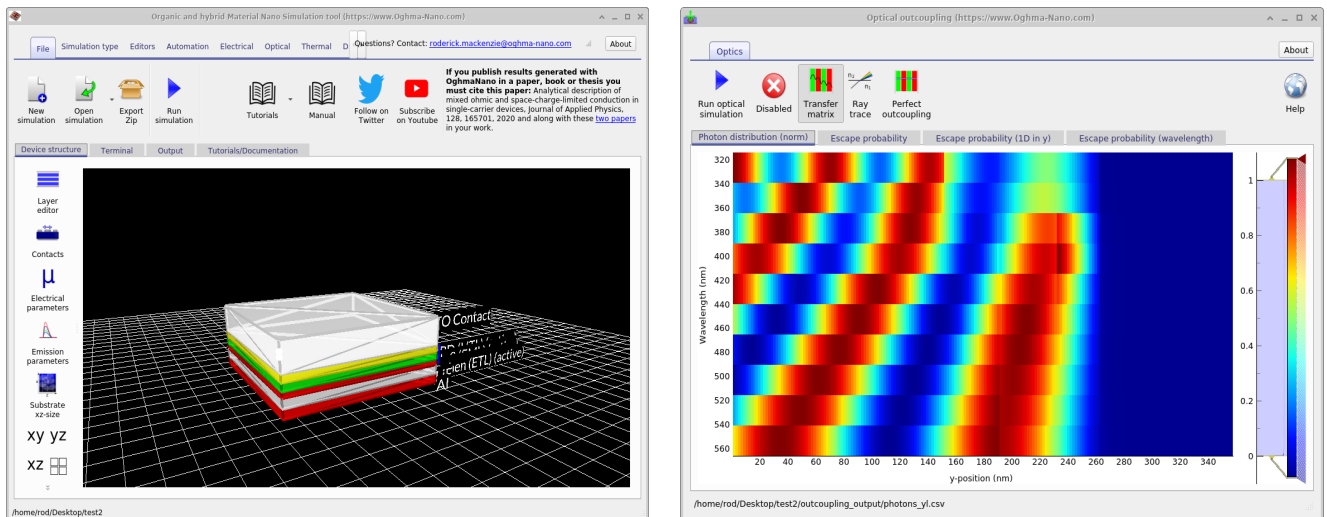 Organic and hybrid Material Nano Simulation tool (https://www.Oghma-Nano.com)
File Simulation type Editors Automation Electrical Optical Thermal D
Questions? Contact: roderick.mackenzie@oghma-nano.com
About
New simulation
Open simulation
Export Zip
Run simulation
Tutorials
Manual
Follow on Twitter
Subscribe on Youtube
If you publish results generated with
OghmaNano in a paper, book or thesis you
must cite this paper: Analytical description of
mixed ohmic and space-charge-limited conduction in
single-carrier devices, Journal of Applied Physics,
128, 165701, 2020 and along with these two papers
in your work.
Device structure Terminal Output Tutorials/Documentation
Layer editor
Contacts
μ
Electrical parameters
Emission parameters
Substrate xz-size
xy yz
xz
O Contact
(ETL) (active)
Al
/home/rod/Desktop/test2
Optical outcoupling (https://www.Oghma-Nano.com)
Optics
About
Run optical simulation
Disabled
Transfer matrix
n₂
n₁
Ray trace
Perfect outcoupling
Help
Photon distribution (norm) Escape probability Escape probability (1D in y) Escape probability (wavelength)
Wavelength (nm)
320
340
360
380
400
420
440
460
480
500
520
540
560
20 40 60 80 100 120 140 160 180 200 220 240 260 280 300 320 340
y-position (nm)
1
0.8
0.6
0.4
0.2
0
/home/rod/Desktop/test2/outcoupling_output/photons_yl.csv